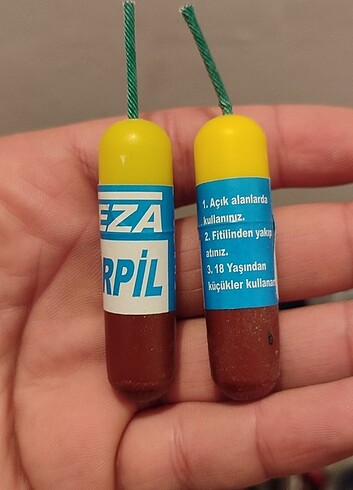 EZA
RPİL
1. Açık alanlarda
kullanınız.
2. Fitilinden yakıp
atınız.
3. 18 Yaşından
küçükler kullanam